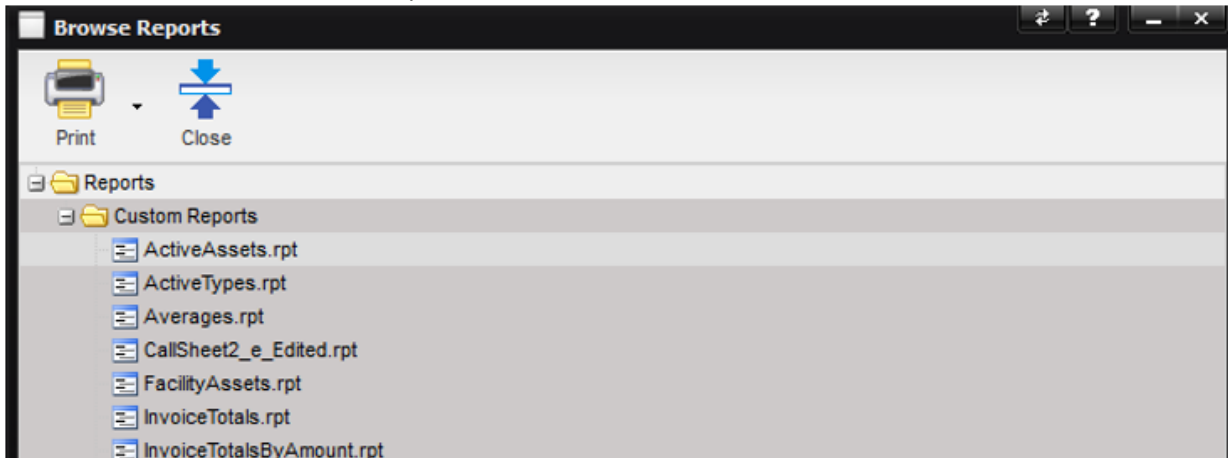 Browse Reports
?
Print
Close
Reports
Custom Reports
ActiveAssets.rpt
ActiveTypes.rpt
Averages.rpt
CallSheet2_e_Edited.rpt
FacilityAssets.rpt
InvoiceTotals.rpt
InvoiceTotalsByAmount.rpt